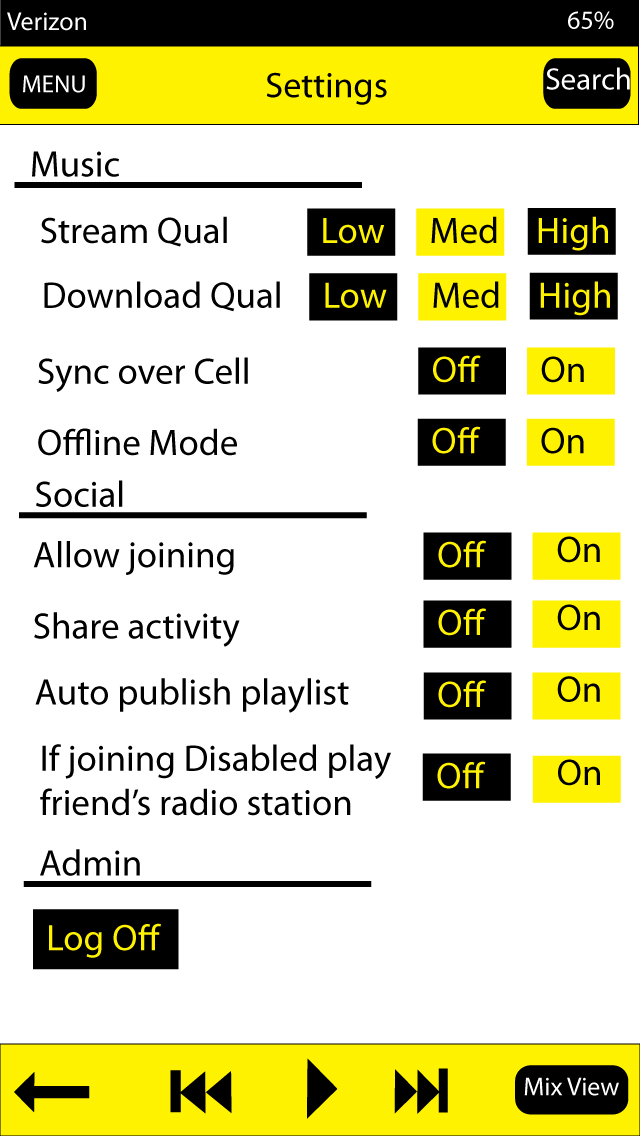 Verizon 65%
MENU Settings Search
Music
Stream Qual Low Med High
Download Qual Low Med High
Sync over Cell Off On
Offline Mode Off On
Social
Allow joining Off On
Share activity Off On
Auto publish playlist Off On
If joining Disabled play
friend’s radio station Off On
Admin
Log Off
Mix View